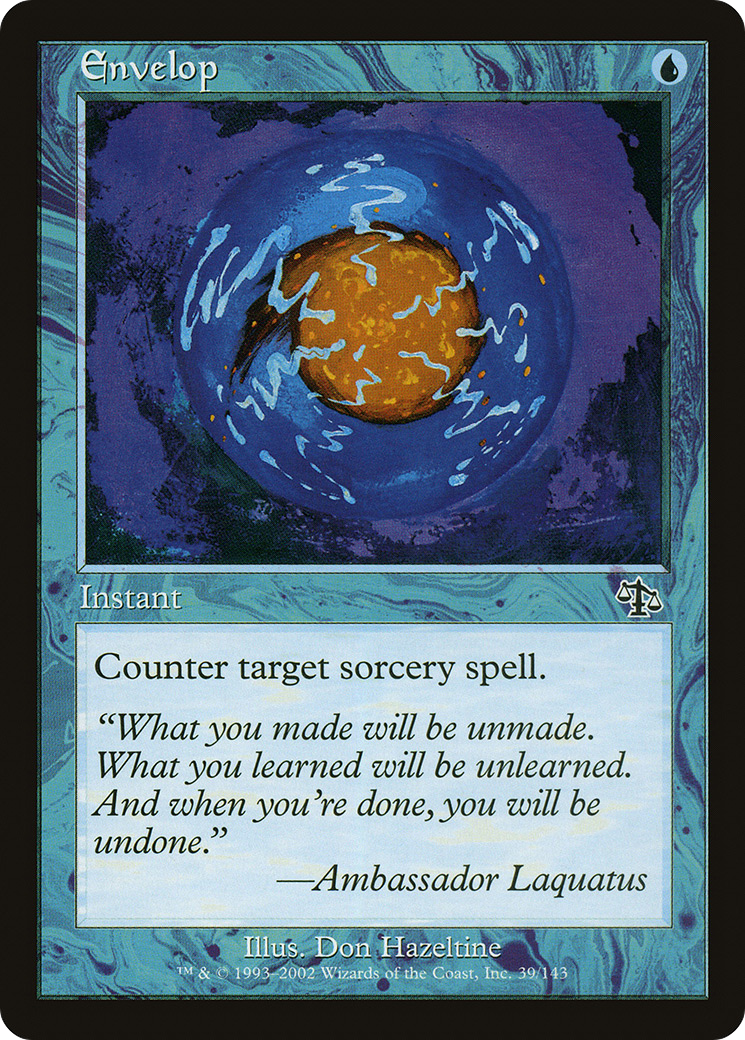 Envelop
Instant
Counter target sorcery spell.
“What you made will be unmade.
What you learned will be unlearned.
And when you’re done, you will be
undone.”
—Ambassador Laquatus
Illus. Don Hazeltine
™ & © 1993–2002 Wizards of the Coast, Inc. 39/143